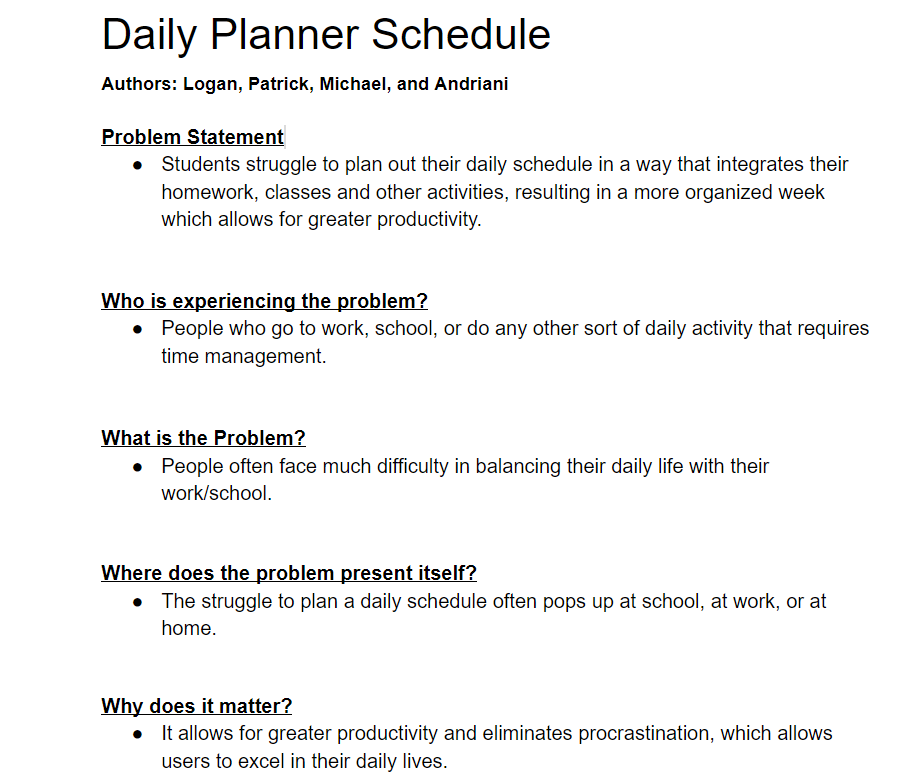 Daily Planner Schedule
Authors: Logan, Patrick, Michael, and Andriani
Problem Statement
● Students struggle to plan out their daily schedule in a way that integrates their
homework, classes and other activities, resulting in a more organized week
which allows for greater productivity.
Who is experiencing the problem?
● People who go to work, school, or do any other sort of daily activity that requires
time management.
What is the Problem?
● People often face much difficulty in balancing their daily life with their
work/school.
Where does the problem present itself?
● The struggle to plan a daily schedule often pops up at school, at work, or at
home.
Why does it matter?
● It allows for greater productivity and eliminates procrastination, which allows
users to excel in their daily lives.